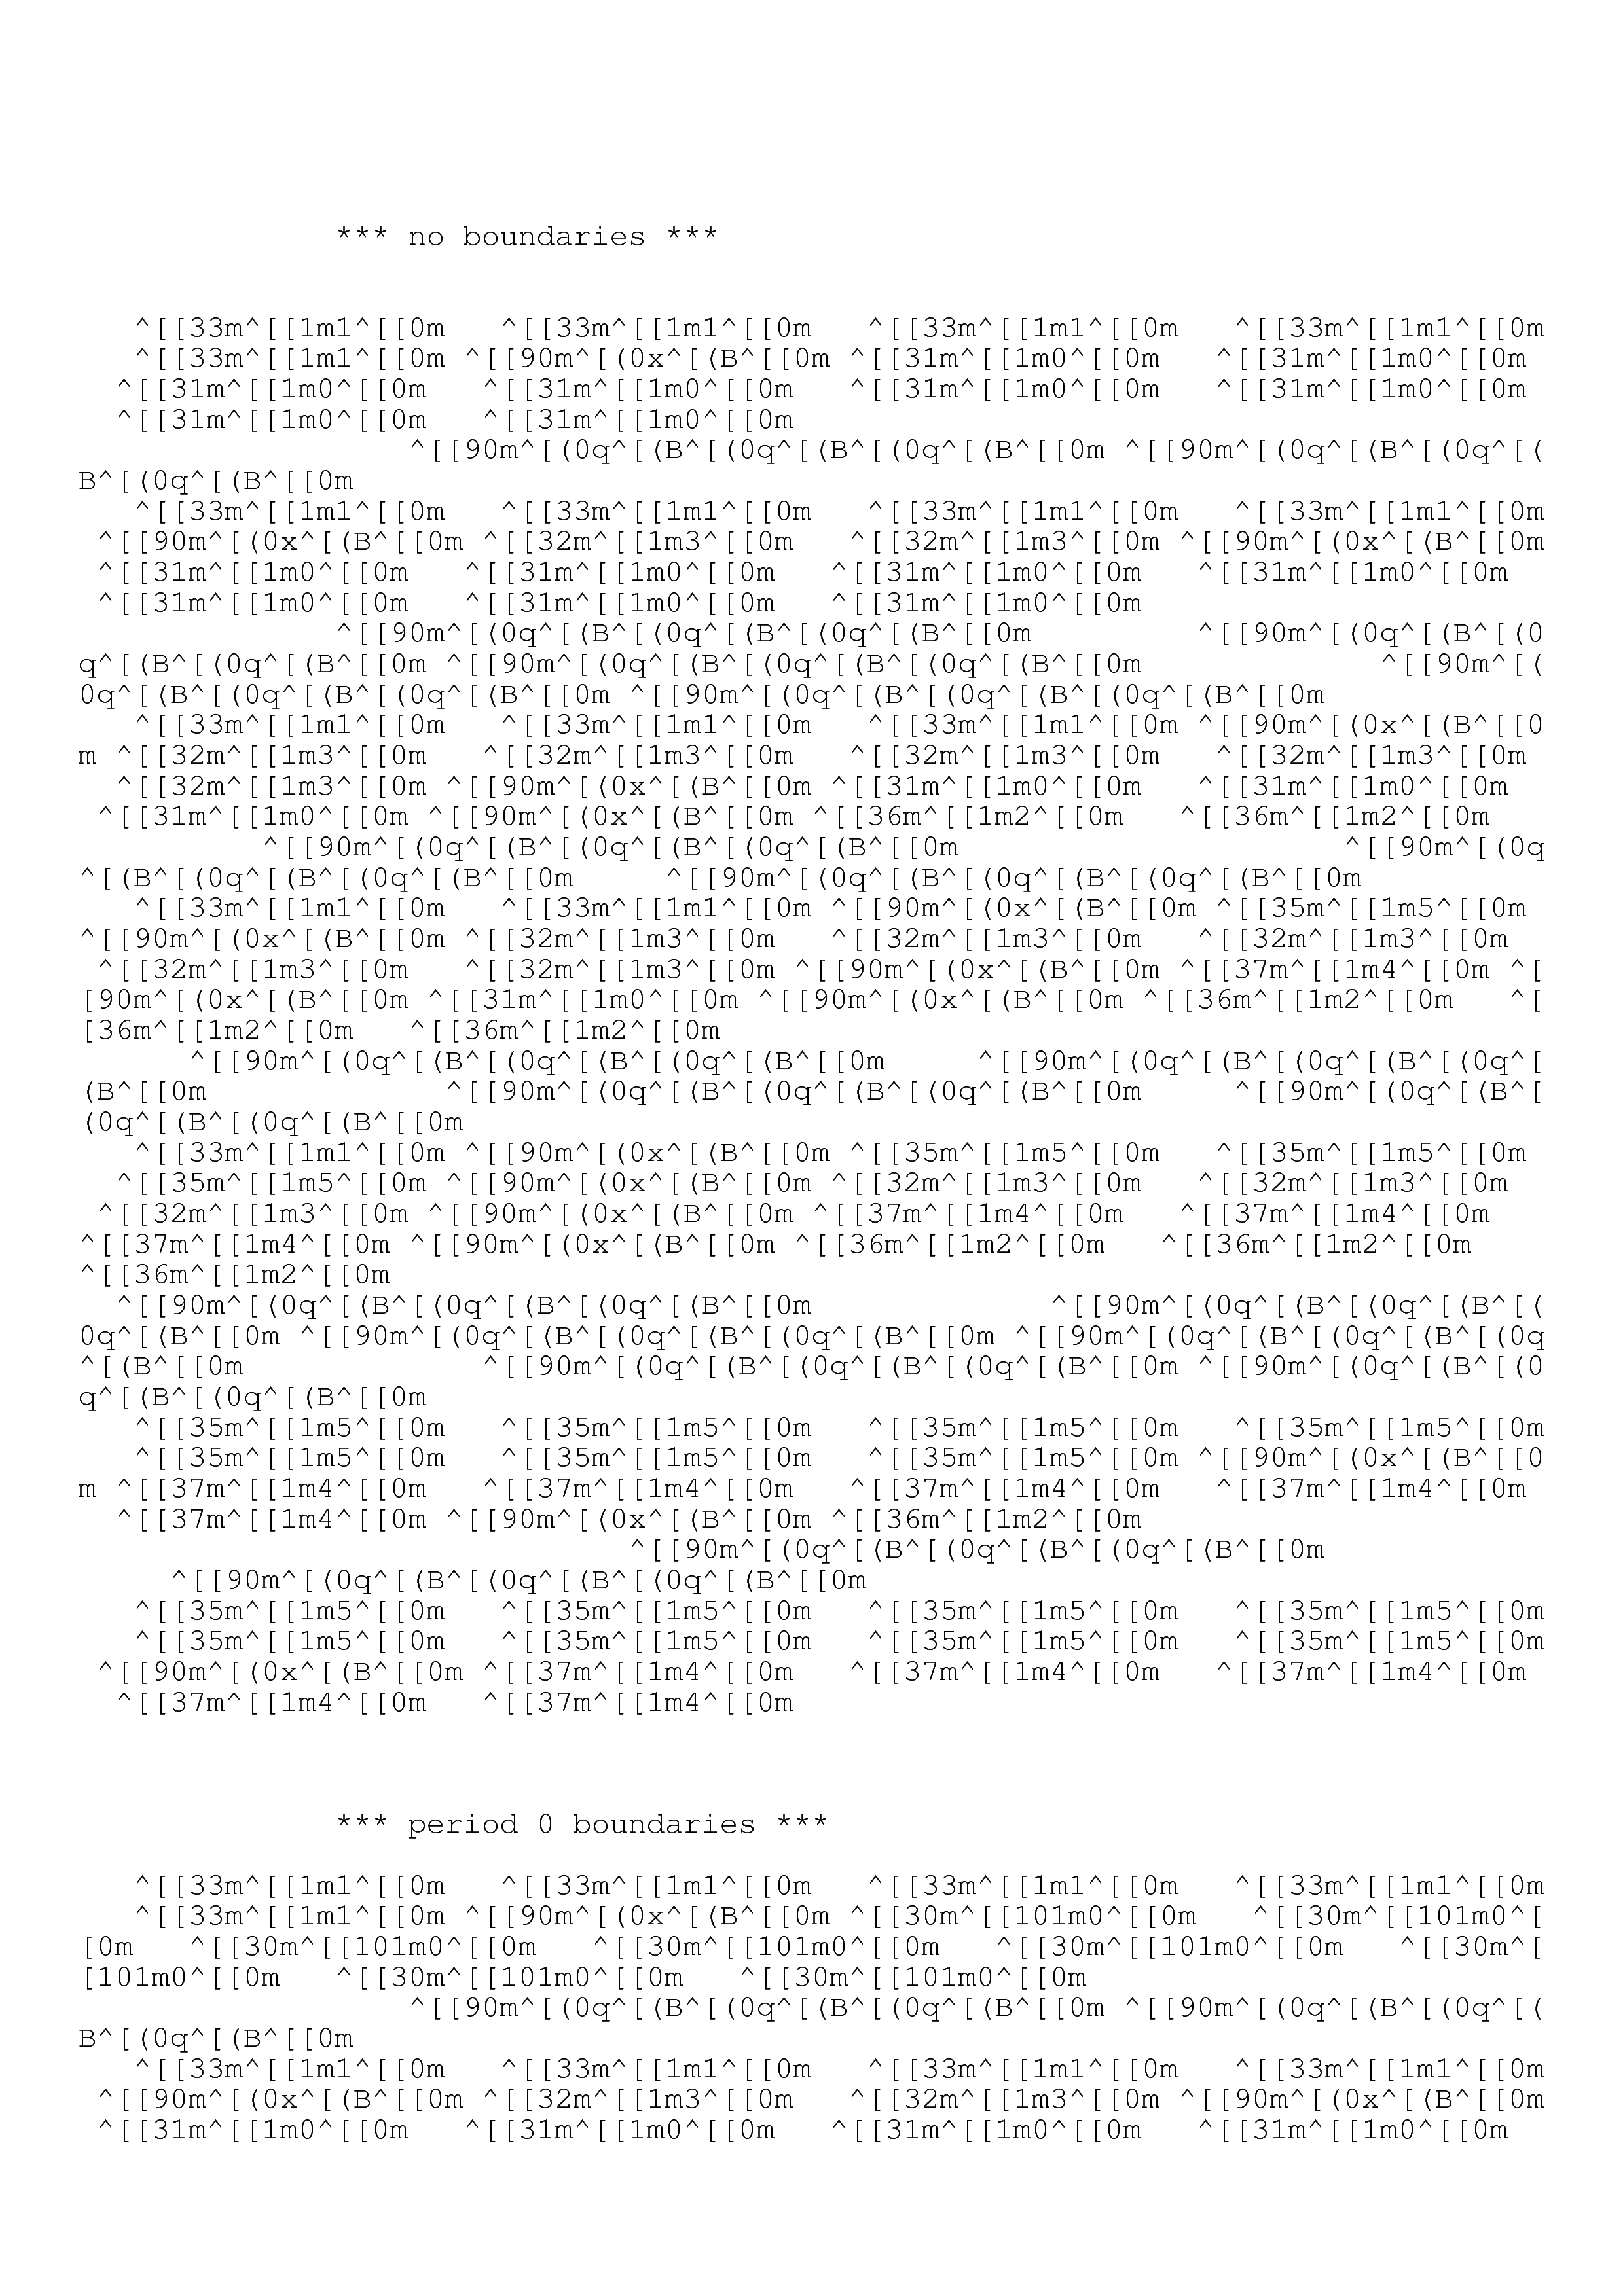 *** no boundaries ***
^[[33m^[[1m1^[[0m   ^[[33m^[[1m1^[[0m   ^[[33m^[[1m1^[[0m   ^[[33m^[[1m1^[[0m
^[[33m^[[1m1^[[0m ^[[90m^[(0x^[(B^[[0m ^[[31m^[[1m0^[[0m   ^[[31m^[[1m0^[[0m
^[[31m^[[1m0^[[0m   ^[[31m^[[1m0^[[0m   ^[[31m^[[1m0^[[0m   ^[[31m^[[1m0^[[0m
^[[31m^[[1m0^[[0m   ^[[31m^[[1m0^[[0m
^[[90m^[(0q^[(B^[(0q^[(B^[(0q^[(B^[[0m ^[[90m^[(0q^[(B^[(0q^[(
B^[(0q^[(B^[[0m
^[[33m^[[1m1^[[0m   ^[[33m^[[1m1^[[0m   ^[[33m^[[1m1^[[0m   ^[[33m^[[1m1^[[0m
^[[90m^[(0x^[(B^[[0m ^[[32m^[[1m3^[[0m   ^[[32m^[[1m3^[[0m ^[[90m^[(0x^[(B^[[0m
^[[31m^[[1m0^[[0m   ^[[31m^[[1m0^[[0m   ^[[31m^[[1m0^[[0m   ^[[31m^[[1m0^[[0m
^[[31m^[[1m0^[[0m   ^[[31m^[[1m0^[[0m   ^[[31m^[[1m0^[[0m
^[[90m^[(0q^[(B^[(0q^[(B^[(0q^[(B^[[0m         ^[[90m^[(0q^[(B^[(0
q^[(B^[(0q^[(B^[[0m ^[[90m^[(0q^[(B^[(0q^[(B^[(0q^[(B^[[0m             ^[[90m^[(
0q^[(B^[(0q^[(B^[(0q^[(B^[[0m ^[[90m^[(0q^[(B^[(0q^[(B^[(0q^[(B^[[0m
^[[33m^[[1m1^[[0m   ^[[33m^[[1m1^[[0m   ^[[33m^[[1m1^[[0m ^[[90m^[(0x^[(B^[[0
m ^[[32m^[[1m3^[[0m   ^[[32m^[[1m3^[[0m   ^[[32m^[[1m3^[[0m   ^[[32m^[[1m3^[[0m
^[[32m^[[1m3^[[0m ^[[90m^[(0x^[(B^[[0m ^[[31m^[[1m0^[[0m   ^[[31m^[[1m0^[[0m
^[[31m^[[1m0^[[0m ^[[90m^[(0x^[(B^[[0m ^[[36m^[[1m2^[[0m   ^[[36m^[[1m2^[[0m
^[[90m^[(0q^[(B^[(0q^[(B^[(0q^[(B^[[0m                     ^[[90m^[(0q
^[(B^[(0q^[(B^[(0q^[(B^[[0m     ^[[90m^[(0q^[(B^[(0q^[(B^[(0q^[(B^[[0m
^[[33m^[[1m1^[[0m   ^[[33m^[[1m1^[[0m ^[[90m^[(0x^[(B^[[0m ^[[35m^[[1m5^[[0m
^[[90m^[(0x^[(B^[[0m ^[[32m^[[1m3^[[0m   ^[[32m^[[1m3^[[0m   ^[[32m^[[1m3^[[0m
^[[32m^[[1m3^[[0m   ^[[32m^[[1m3^[[0m ^[[90m^[(0x^[(B^[[0m ^[[37m^[[1m4^[[0m ^[
[90m^[(0x^[(B^[[0m ^[[31m^[[1m0^[[0m ^[[90m^[(0x^[(B^[[0m ^[[36m^[[1m2^[[0m   ^[
[36m^[[1m2^[[0m   ^[[36m^[[1m2^[[0m
^[[90m^[(0q^[(B^[(0q^[(B^[(0q^[(B^[[0m     ^[[90m^[(0q^[(B^[(0q^[(B^[(0q^[
(B^[[0m             ^[[90m^[(0q^[(B^[(0q^[(B^[(0q^[(B^[[0m     ^[[90m^[(0q^[(B^[
(0q^[(B^[(0q^[(B^[[0m
^[[33m^[[1m1^[[0m ^[[90m^[(0x^[(B^[[0m ^[[35m^[[1m5^[[0m   ^[[35m^[[1m5^[[0m
^[[35m^[[1m5^[[0m ^[[90m^[(0x^[(B^[[0m ^[[32m^[[1m3^[[0m   ^[[32m^[[1m3^[[0m
^[[32m^[[1m3^[[0m ^[[90m^[(0x^[(B^[[0m ^[[37m^[[1m4^[[0m   ^[[37m^[[1m4^[[0m
^[[37m^[[1m4^[[0m ^[[90m^[(0x^[(B^[[0m ^[[36m^[[1m2^[[0m   ^[[36m^[[1m2^[[0m
^[[36m^[[1m2^[[0m
^[[90m^[(0q^[(B^[(0q^[(B^[(0q^[(B^[[0m             ^[[90m^[(0q^[(B^[(0q^[(B^[(
0q^[(B^[[0m ^[[90m^[(0q^[(B^[(0q^[(B^[(0q^[(B^[[0m ^[[90m^[(0q^[(B^[(0q^[(B^[(0q
^[(B^[[0m             ^[[90m^[(0q^[(B^[(0q^[(B^[(0q^[(B^[[0m ^[[90m^[(0q^[(B^[(0
q^[(B^[(0q^[(B^[[0m
^[[35m^[[1m5^[[0m   ^[[35m^[[1m5^[[0m   ^[[35m^[[1m5^[[0m   ^[[35m^[[1m5^[[0m
^[[35m^[[1m5^[[0m   ^[[35m^[[1m5^[[0m   ^[[35m^[[1m5^[[0m ^[[90m^[(0x^[(B^[[0
m ^[[37m^[[1m4^[[0m   ^[[37m^[[1m4^[[0m   ^[[37m^[[1m4^[[0m   ^[[37m^[[1m4^[[0m
^[[37m^[[1m4^[[0m ^[[90m^[(0x^[(B^[[0m ^[[36m^[[1m2^[[0m
^[[90m^[(0q^[(B^[(0q^[(B^[(0q^[(B^[[0m
^[[90m^[(0q^[(B^[(0q^[(B^[(0q^[(B^[[0m
^[[35m^[[1m5^[[0m   ^[[35m^[[1m5^[[0m   ^[[35m^[[1m5^[[0m   ^[[35m^[[1m5^[[0m
^[[35m^[[1m5^[[0m   ^[[35m^[[1m5^[[0m   ^[[35m^[[1m5^[[0m   ^[[35m^[[1m5^[[0m
^[[90m^[(0x^[(B^[[0m ^[[37m^[[1m4^[[0m   ^[[37m^[[1m4^[[0m   ^[[37m^[[1m4^[[0m
^[[37m^[[1m4^[[0m   ^[[37m^[[1m4^[[0m
*** period 0 boundaries ***
^[[33m^[[1m1^[[0m   ^[[33m^[[1m1^[[0m   ^[[33m^[[1m1^[[0m   ^[[33m^[[1m1^[[0m
^[[33m^[[1m1^[[0m ^[[90m^[(0x^[(B^[[0m ^[[30m^[[101m0^[[0m   ^[[30m^[[101m0^[
[0m   ^[[30m^[[101m0^[[0m   ^[[30m^[[101m0^[[0m   ^[[30m^[[101m0^[[0m   ^[[30m^[
[101m0^[[0m   ^[[30m^[[101m0^[[0m   ^[[30m^[[101m0^[[0m
^[[90m^[(0q^[(B^[(0q^[(B^[(0q^[(B^[[0m ^[[90m^[(0q^[(B^[(0q^[(
B^[(0q^[(B^[[0m
^[[33m^[[1m1^[[0m   ^[[33m^[[1m1^[[0m   ^[[33m^[[1m1^[[0m   ^[[33m^[[1m1^[[0m
^[[90m^[(0x^[(B^[[0m ^[[32m^[[1m3^[[0m   ^[[32m^[[1m3^[[0m ^[[90m^[(0x^[(B^[[0m
^[[31m^[[1m0^[[0m   ^[[31m^[[1m0^[[0m   ^[[31m^[[1m0^[[0m   ^[[31m^[[1m0^[[0m